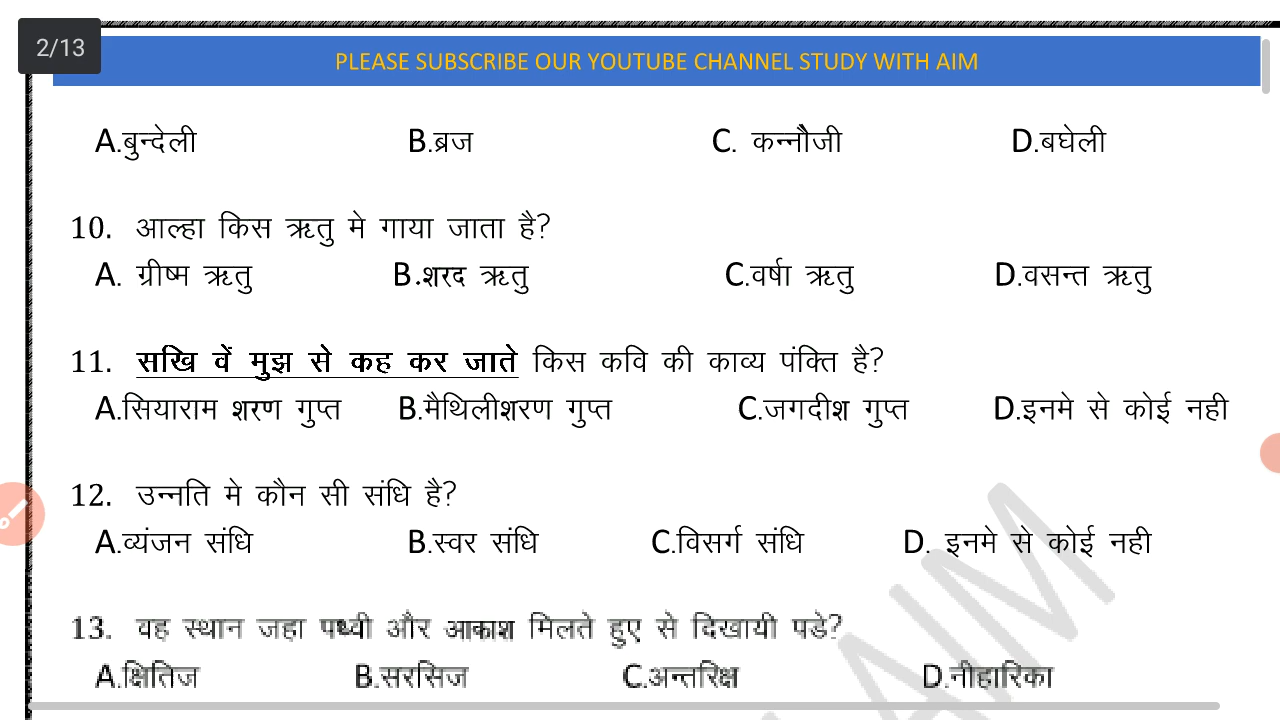 2/13
PLEASE SUBSCRIBE OUR YOUTUBE CHANNEL STUDY WITH AIM
A.बुन्देली B.ब्रज C. कन्नौेजी D.बघेली
10. आल्हा किस ऋतु मे गाया जाता है?
A. ग्रीष्म ऋतु B.शरद ऋतु C.वर्षा ऋतु D.वसन्त ऋतु
11. सखि वें मुझ से कह कर जाते किस कवि की काव्य पंक्ति है?
A.सियाराम शरण गुप्त B.मैथिलीशरण गुप्त C.जगदीश गुप्त D.इनमे से कोई नही
12. उन्नति मे कौन सी संधि है?
A.व्यंजन संधि B.स्वर संधि C.विसर्ग संधि D. इनमे से कोई नही
13. वह स्थान जहा पथ्वी और आकाश मिलते हुए से दिखायी पडे?
A.क्षितिज B.सरसिज C.अन्तरिक्ष D.नीहारिका
AIM